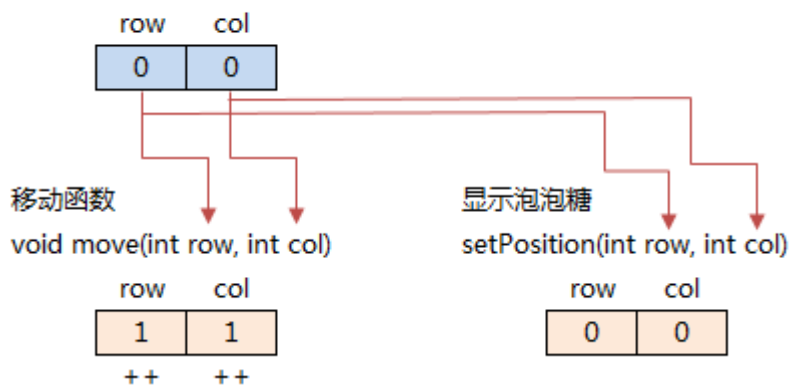 row col
0 0
移动函数
void move(int row, int col)
row col
1 1
++ ++
显示泡泡糖
setPosition(int row, int col)
row col
0 0